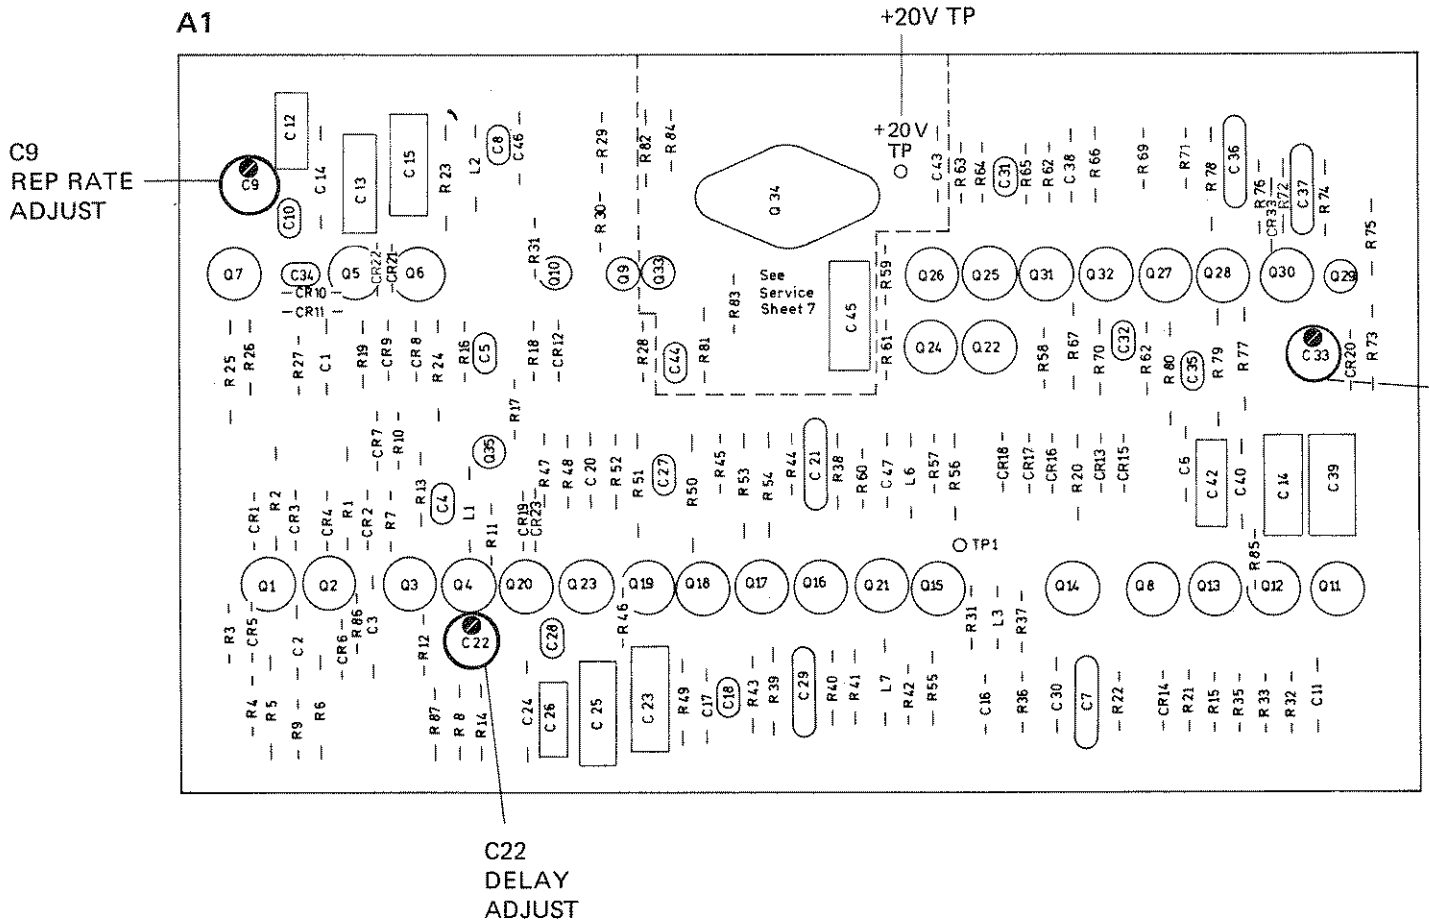 A1
+20V TP
C9
REP RATE
ADJUST
+20V
TP
C12
C14
C13
C15
R23
L2
C8
C46
R29
R82
R84
C43
R63
R64
C31
R65
R62
C38
R66
R69
R71
R78
C36
R76
CR33
R72
C37
R74
R75
C9
C10
R30
R31
Q34
Q7
C34
Q5
CR22
CR21
Q6
Q10
Q9
Q33
CR10
CR11
R83
See
Service
Sheet 7
C45
R59
Q26
Q25
Q31
Q32
Q27
Q28
Q30
Q29
R25
R26
R27
C1
R19
CR9
CR8
R24
R16
C5
R18
CR12
R28
C44
R81
R61
Q24
Q22
R58
R67
R70
C32
R62
R80
C35
R79
R77
C33
CR20
R73
R17
CR7
R10
Q35
R47
R48
C20
R52
R51
C27
R50
R45
R53
R54
R44
C21
R38
R60
C47
L6
R57
R56
CR18
CR17
CR16
R20
CR13
CR15
C6
C42
C40
C14
C39
CR1
R2
CR3
CR4
R1
CR2
R7
R13
C4
L1
R11
CR19
CR23
TP1
R85
Q1
Q2
Q3
Q4
Q20
Q23
Q19
Q18
Q17
Q16
Q21
Q15
Q14
Q8
Q13
Q12
Q11
R3
CR5
C2
CR6
R86
C3
R12
C22
C28
R46
R31
L3
R37
R4
R5
R9
R6
R87
R8
R14
C24
C26
C25
C23
R49
C17
C18
R43
R39
C29
R40
R41
L7
R42
R55
C16
R36
C30
C7
R22
CR14
R21
R15
R35
R33
R32
C11
C22
DELAY
ADJUST